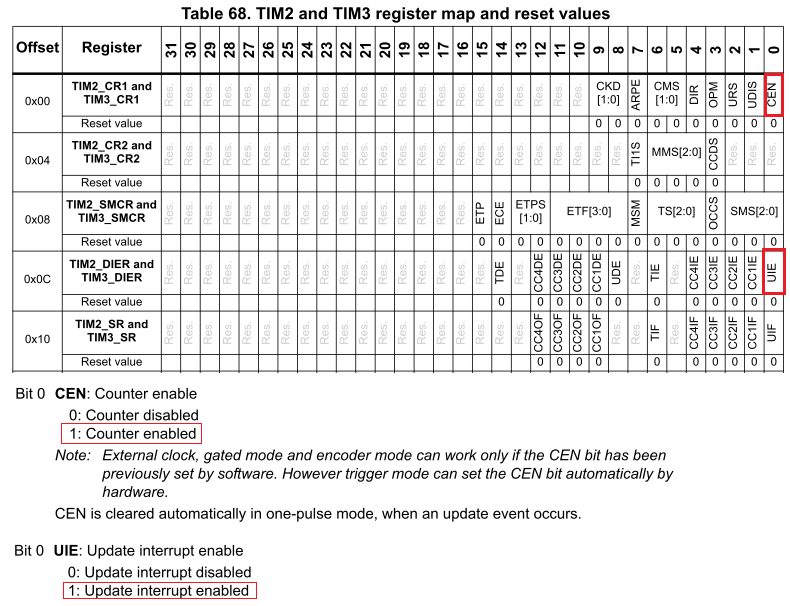 Table 68. TIM2 and TIM3 register map and reset values
Offset Register 31 30 29 28 27 26 25 24 23 22 21 20 19 18 17 16 15 14 13 12 11 10 9 8 7 6 5 4 3 2 1 0
0x00 TIM2_CR1 and TIM3_CR1 Res. Res. Res. Res. Res. Res. Res. Res. Res. Res. Res. Res. Res. Res. Res. Res. Res. Res. Res. Res. Res. Res. CKD [1:0] ARPE CMS [1:0] DIR OPM URS UDIS CEN
Reset value 0 0 0 0 0 0 0 0 0 0
0x04 TIM2_CR2 and TIM3_CR2 Res. Res. Res. Res. Res. Res. Res. Res. Res. Res. Res. Res. Res. Res. Res. Res. Res. Res. Res. Res. Res. Res. Res. Res. TI1S MMS[2:0] CCDS Res. Res. Res.
Reset value 0 0 0 0 0
0x08 TIM2_SMCR and TIM3_SMCR Res. Res. Res. Res. Res. Res. Res. Res. Res. Res. Res. Res. Res. Res. Res. Res. ETP ECE ETPS [1:0] ETF[3:0] MSM TS[2:0] OCCS SMS[2:0]
Reset value 0 0 0 0 0 0 0 0 0 0 0 0 0 0 0 0
0x0C TIM2_DIER and TIM3_DIER Res. Res. Res. Res. Res. Res. Res. Res. Res. Res. Res. Res. Res. Res. Res. Res. Res. TDE Res. CC4DE CC3DE CC2DE CC1DE UDE Res. TIE Res. CC4IE CC3IE CC2IE CC1IE UIE
Reset value 0 0 0 0 0 0 0 0 0 0 0 0
0x10 TIM2_SR and TIM3_SR Res. Res. Res. Res. Res. Res. Res. Res. Res. Res. Res. Res. Res. Res. Res. Res. Res. Res. Res. CC4OF CC3OF CC2OF CC1OF Res. Res. TIF Res. CC4IF CC3IF CC2IF CC1IF UIF
Reset value 0 0 0 0 0 0 0 0 0 0
Bit 0 CEN: Counter enable
0: Counter disabled
1: Counter enabled
Note: External clock, gated mode and encoder mode can work only if the CEN bit has been
previously set by software. However trigger mode can set the CEN bit automatically by
hardware.
CEN is cleared automatically in one-pulse mode, when an update event occurs.
Bit 0 UIE: Update interrupt enable
0: Update interrupt disabled
1: Update interrupt enabled